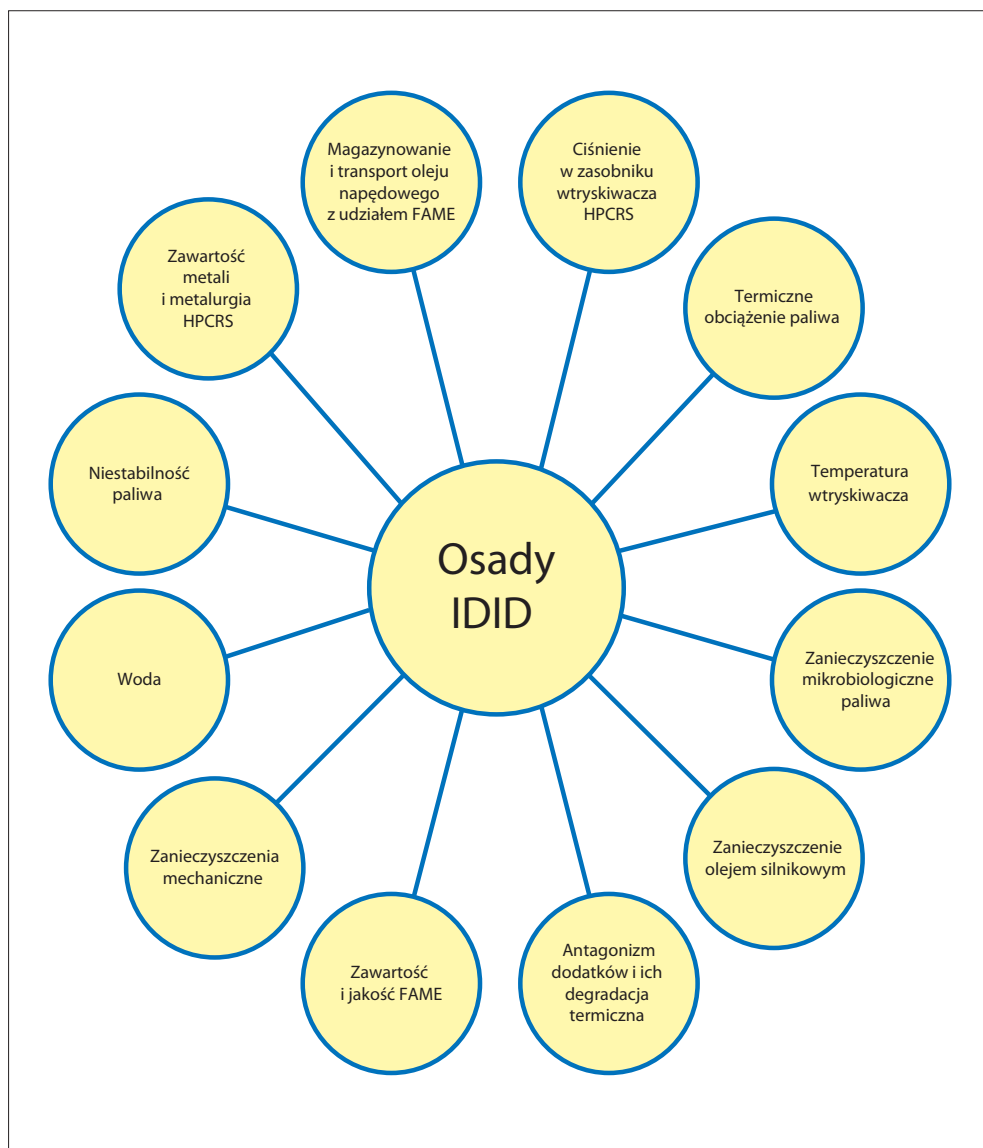 Magazynowanie
i transport oleju
napędowego
z udziałem FAME
Ciśnienie
w zasobniku
wtryskiwacza
HPCRS
Zawartość
metali
i metalurgia
HPCRS
Termiczne
obciążenie paliwa
Niestabilność
paliwa
Temperatura
wtryskiwacza
Osady
IDID
Woda
Zanieczyszczenie
mikrobiologiczne
paliwa
Zanieczyszczenia
mechaniczne
Zanieczyszczenie
olejem silnikowym
Zawartość
i jakość FAME
Antagonizm
dodatków i ich
degradacja
termiczna